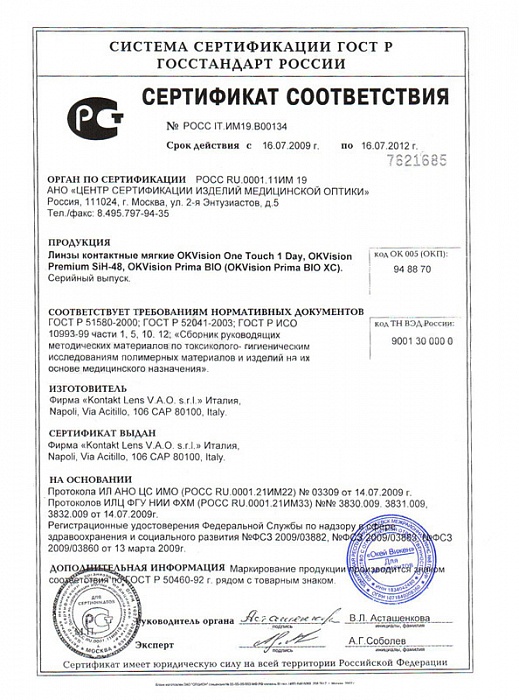 СИСТЕМА СЕРТИФИКАЦИИ ГОСТ Р
ГОССТАНДАРТ РОССИИ
СЕРТИФИКАТ СООТВЕТСТВИЯ
№ РОСС IT.ИМ19.В00134
Срок действия с 16.07.2009 г. по 16.07.2012 г.
7621685
ОРГАН ПО СЕРТИФИКАЦИИ РОСС RU.0001.11ИМ 19
АНО «ЦЕНТР СЕРТИФИКАЦИИ ИЗДЕЛИЙ МЕДИЦИНСКОЙ ОПТИКИ»
Россия, 111024, г. Москва, ул. 2-я Энтузиастов, д.5
Тел./факс: 8.495.797-94-35
ПРОДУКЦИЯ
Линзы контактные мягкие OKVision One Touch 1 Day, OKVision
Premium SiH-48, OKVision Prima BIO (OKVision Prima BIO XC).
Серийный выпуск.
код ОК 005 (ОКП):
94 88 70
СООТВЕТСТВУЕТ ТРЕБОВАНИЯМ НОРМАТИВНЫХ ДОКУМЕНТОВ
ГОСТ Р 51580-2000; ГОСТ Р 52041-2003; ГОСТ Р ИСО
10993-99 части 1, 5, 10. 12; «Сборник руководящих
методических материалов по токсиколого- гигиеническим
исследованиям полимерных материалов и изделий на их
основе медицинского назначения».
код ТН ВЭД России:
9001 30 000 0
ИЗГОТОВИТЕЛЬ
Фирма «Kontakt Lens V.A.O. s.r.l.» Италия,
Napoli, Via Acitillo, 106 CAP 80100, Italy.
СЕРТИФИКАТ ВЫДАН
Фирма «Kontakt Lens V.A.O. s.r.l.» Италия,
Napoli, Via Acitillo, 106 CAP 80100, Italy.
НА ОСНОВАНИИ
Протокола ИЛ АНО ЦС ИМО (РОСС RU.0001.21ИМ22) № 03309 от 14.07.2009 г.
Протоколов ИЛЦ ФГУ НИИ ФХМ (РОСС RU.0001.21ИМ33) №№ 3830.009. 3831.009,
3832.009 от 14.07.2009г.
Регистрационные удостоверения Федеральной Службы по надзору в сфере
здравоохранения и социального развития №ФСЗ 2009/03882, №ФСЗ 2009/03883, №ФСЗ
2009/03860 от 13 марта 2009г.
ДОПОЛНИТЕЛЬНАЯ ИНФОРМАЦИЯ Маркирование продукции производится знаком
соответствия по ГОСТ Р 50460-92 г. рядом с товарным знаком.
«Окей Вижен»
Для
ДЛЯ
СЕРТИФИКАТОВ
М.П.
Руководитель органа
подпись
В.Л. Асташенкова
инициалы, фамилия
Эксперт
подпись
А.Г.Соболев
инициалы, фамилия
Сертификат имеет юридическую силу на всей территории Российской Федерации